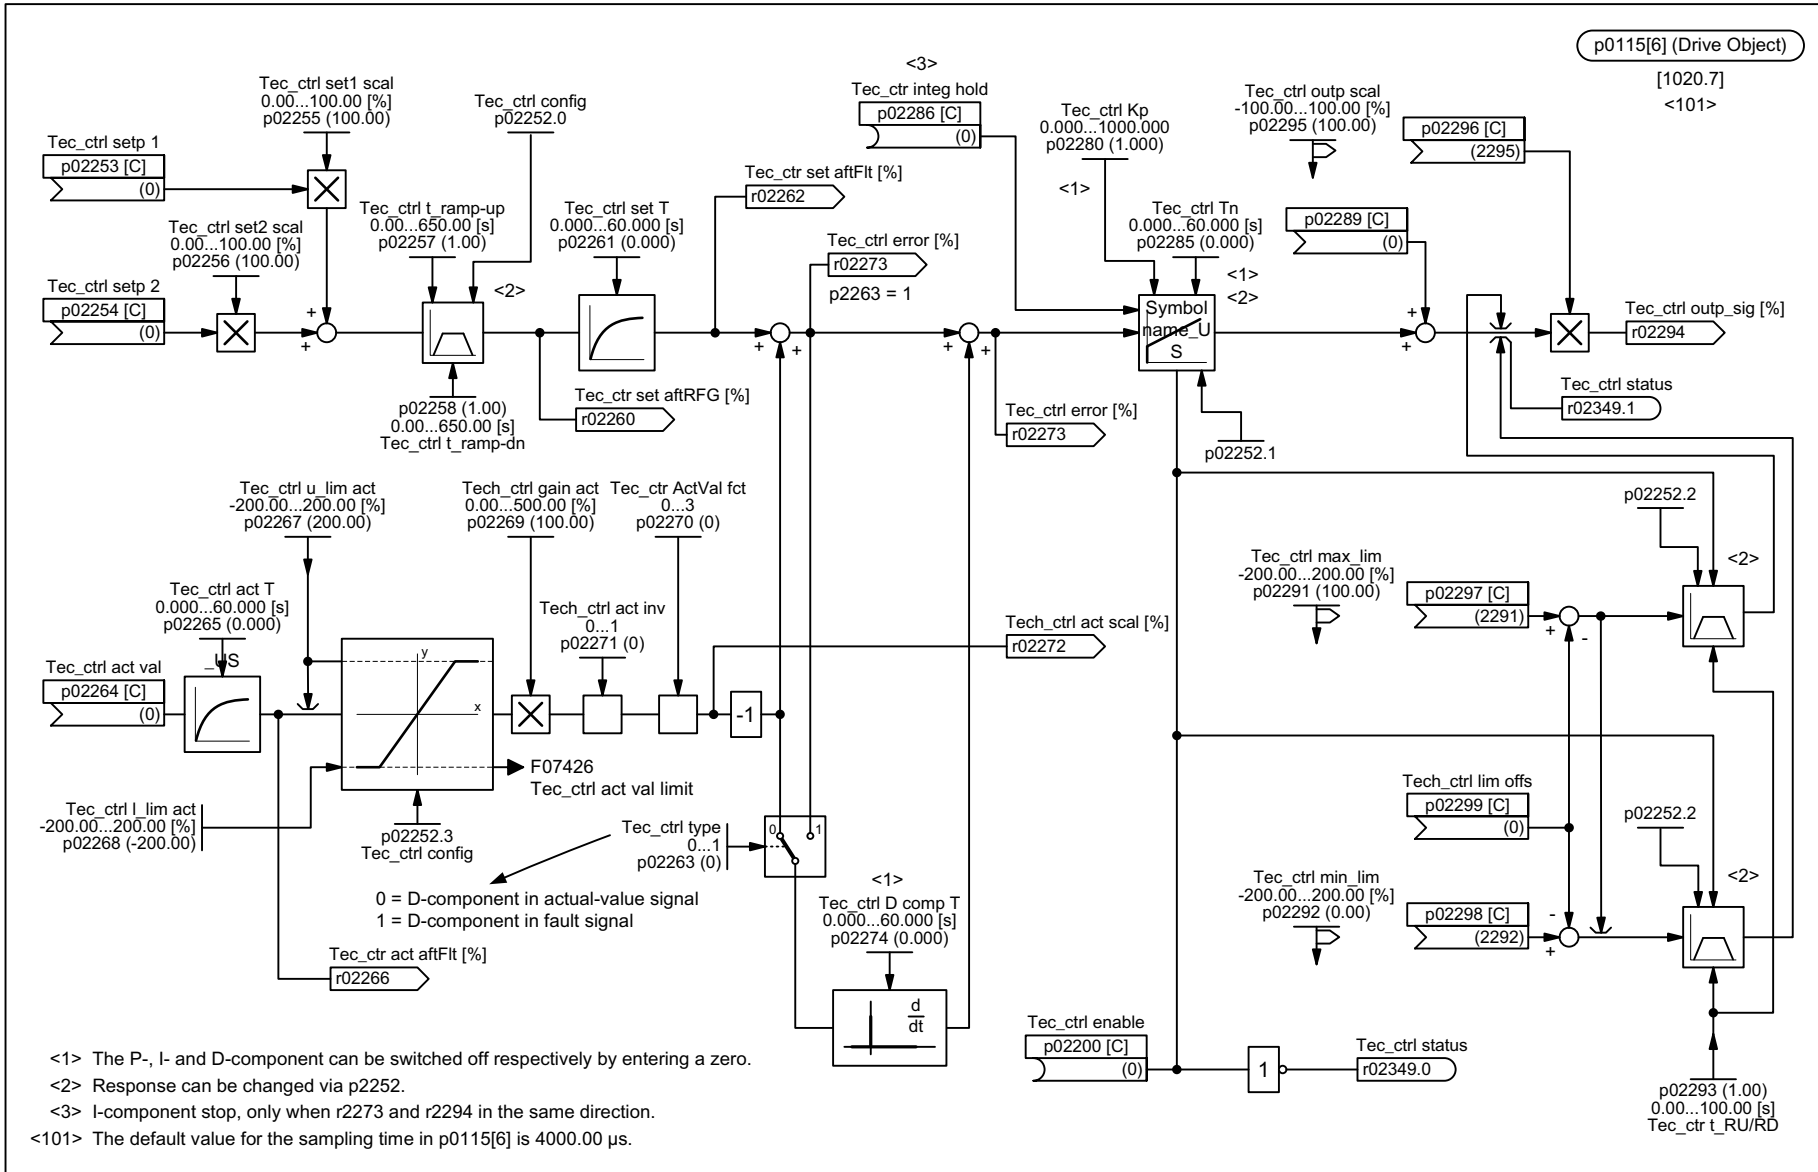 p0115[6] (Drive Object)
[1020.7]
<101>
Tec_ctrl set1 scal
0.00...100.00 [%]
p02255 (100.00)
Tec_ctrl config
p02252.0
<3>
Tec_ctr integ hold
p02286 [C]
(0)
Tec_ctrl Kp
0.000...1000.000
p02280 (1.000)
<1>
Tec_ctrl outp scal
-100.00...100.00 [%]
p02295 (100.00)
p02296 [C]
(2295)
Tec_ctrl setp 1
p02253 [C]
(0)
Tec_ctrl set2 scal
0.00...100.00 [%]
p02256 (100.00)
Tec_ctrl t_ramp-up
0.00...650.00 [s]
p02257 (1.00)
<2>
Tec_ctrl set T
0.000...60.000 [s]
p02261 (0.000)
Tec_ctr set aftFlt [%]
r02262
Tec_ctrl error [%]
r02273
p2263 = 1
Tec_ctrl Tn
0.000...60.000 [s]
p02285 (0.000)
<1>
<2>
p02289 [C]
(0)
Tec_ctrl setp 2
p02254 [C]
(0)
+
+
+
+
+
+
Symbol
name_U
S
+
+
Tec_ctrl outp_sig [%]
r02294
Tec_ctrl status
r02349.1
p02258 (1.00)
0.00...650.00 [s]
Tec_ctrl t_ramp-dn
Tec_ctr set aftRFG [%]
r02260
Tec_ctrl error [%]
r02273
p02252.1
Tec_ctrl u_lim act
-200.00...200.00 [%]
p02267 (200.00)
Tech_ctrl gain act
0.00...500.00 [%]
p02269 (100.00)
Tec_ctr ActVal fct
0...3
p02270 (0)
p02252.2
<2>
Tec_ctrl max_lim
-200.00...200.00 [%]
p02291 (100.00)
p02297 [C]
(2291)
+
-
Tec_ctrl act T
0.000...60.000 [s]
p02265 (0.000)
_US
Tech_ctrl act inv
0...1
p02271 (0)
Tech_ctrl act scal [%]
r02272
Tec_ctrl act val
p02264 [C]
(0)
y
x
-1
F07426
Tec_ctrl act val limit
Tec_ctrl l_lim act
-200.00...200.00 [%]
p02268 (-200.00)
p02252.3
Tec_ctrl config
Tec_ctrl type
0...1
p02263 (0)
0
1
Tech_ctrl lim offs
p02299 [C]
(0)
p02252.2
<2>
0 = D-component in actual-value signal
1 = D-component in fault signal
<1>
Tec_ctrl D comp T
0.000...60.000 [s]
p02274 (0.000)
Tec_ctrl min_lim
-200.00...200.00 [%]
p02292 (0.00)
p02298 [C]
(2292)
-
+
Tec_ctr act aftFlt [%]
r02266
d
dt
Tec_ctrl enable
p02200 [C]
(0)
1
Tec_ctrl status
r02349.0
p02293 (1.00)
0.00...100.00 [s]
Tec_ctr t_RU/RD
<1> The P-, I- and D-component can be switched off respectively by entering a zero.
<2> Response can be changed via p2252.
<3> I-component stop, only when r2273 and r2294 in the same direction.
<101> The default value for the sampling time in p0115[6] is 4000.00 µs.